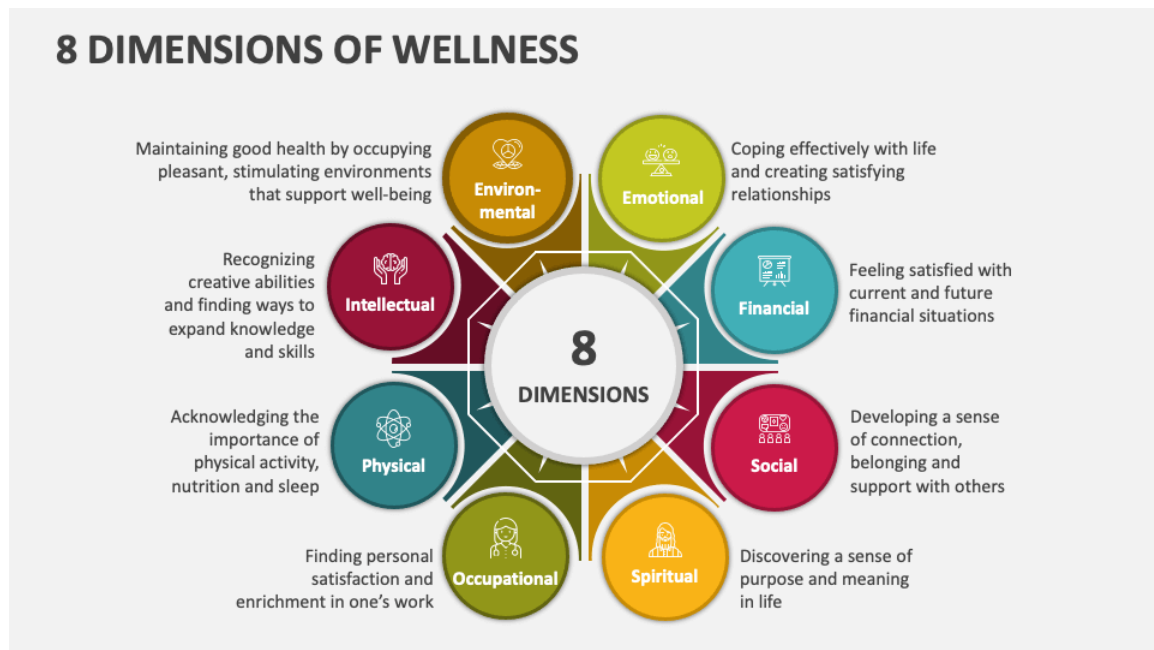 8 DIMENSIONS OF WELLNESS
Maintaining good health by occupying
pleasant, stimulating environments
that support well-being
Environ-
mental
Emotional
Coping effectively with life
and creating satisfying
relationships
Recognizing
creative abilities
and finding ways to
expand knowledge
and skills
Intellectual
Financial
Feeling satisfied with
current and future
financial situations
8
DIMENSIONS
Acknowledging the
importance of
physical activity,
nutrition and sleep
Physical
Social
Developing a sense
of connection,
belonging and
support with others
Finding personal
satisfaction and
enrichment in one’s work
Occupational
Spiritual
Discovering a sense of
purpose and meaning
in life